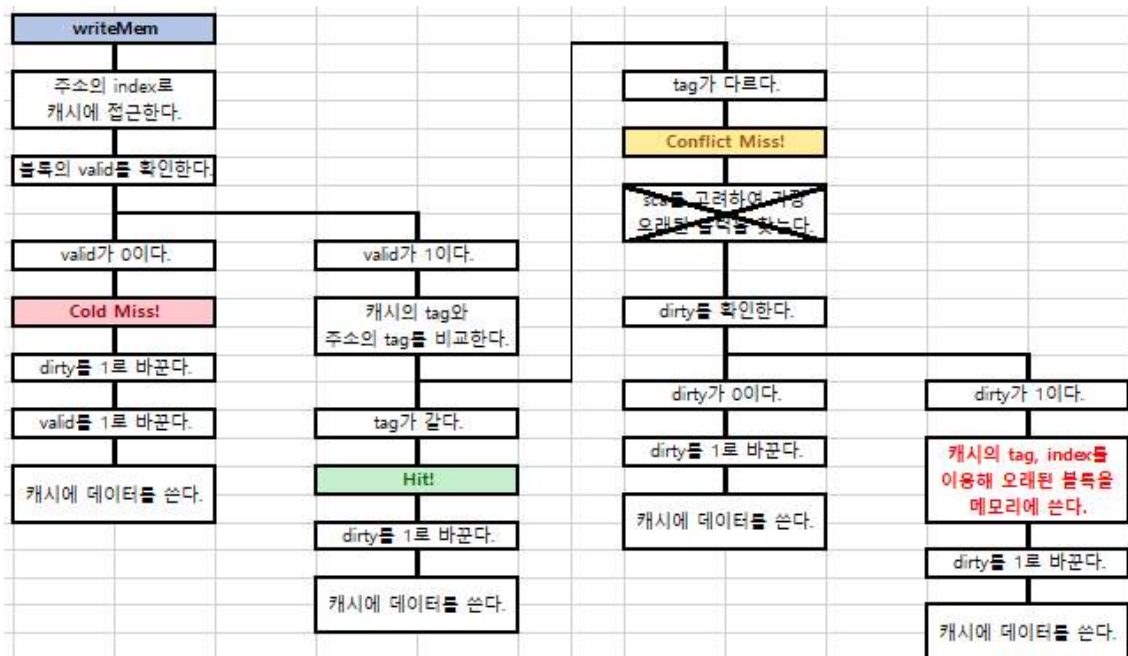 writeMem
주소의 index로
캐시에 접근한다.
블록의 valid를 확인한다.
valid가 0이다.
Cold Miss!
dirty를 1로 바꾼다.
valid를 1로 바꾼다.
캐시에 데이터를 쓴다.
valid가 1이다.
캐시의 tag와
주소의 tag를 비교한다.
tag가 같다.
Hit!
dirty를 1로 바꾼다.
캐시에 데이터를 쓴다.
tag가 다르다.
Conflict Miss!
고려하여
오래된 찾는다.
dirty를 확인한다.
dirty가 0이다.
dirty를 1로 바꾼다.
캐시에 데이터를 쓴다.
dirty가 1이다.
캐시의 tag, index를
이용해 오래된 블록을
메모리에 쓴다.
dirty를 1로 바꾼다.
캐시에 데이터를 쓴다.